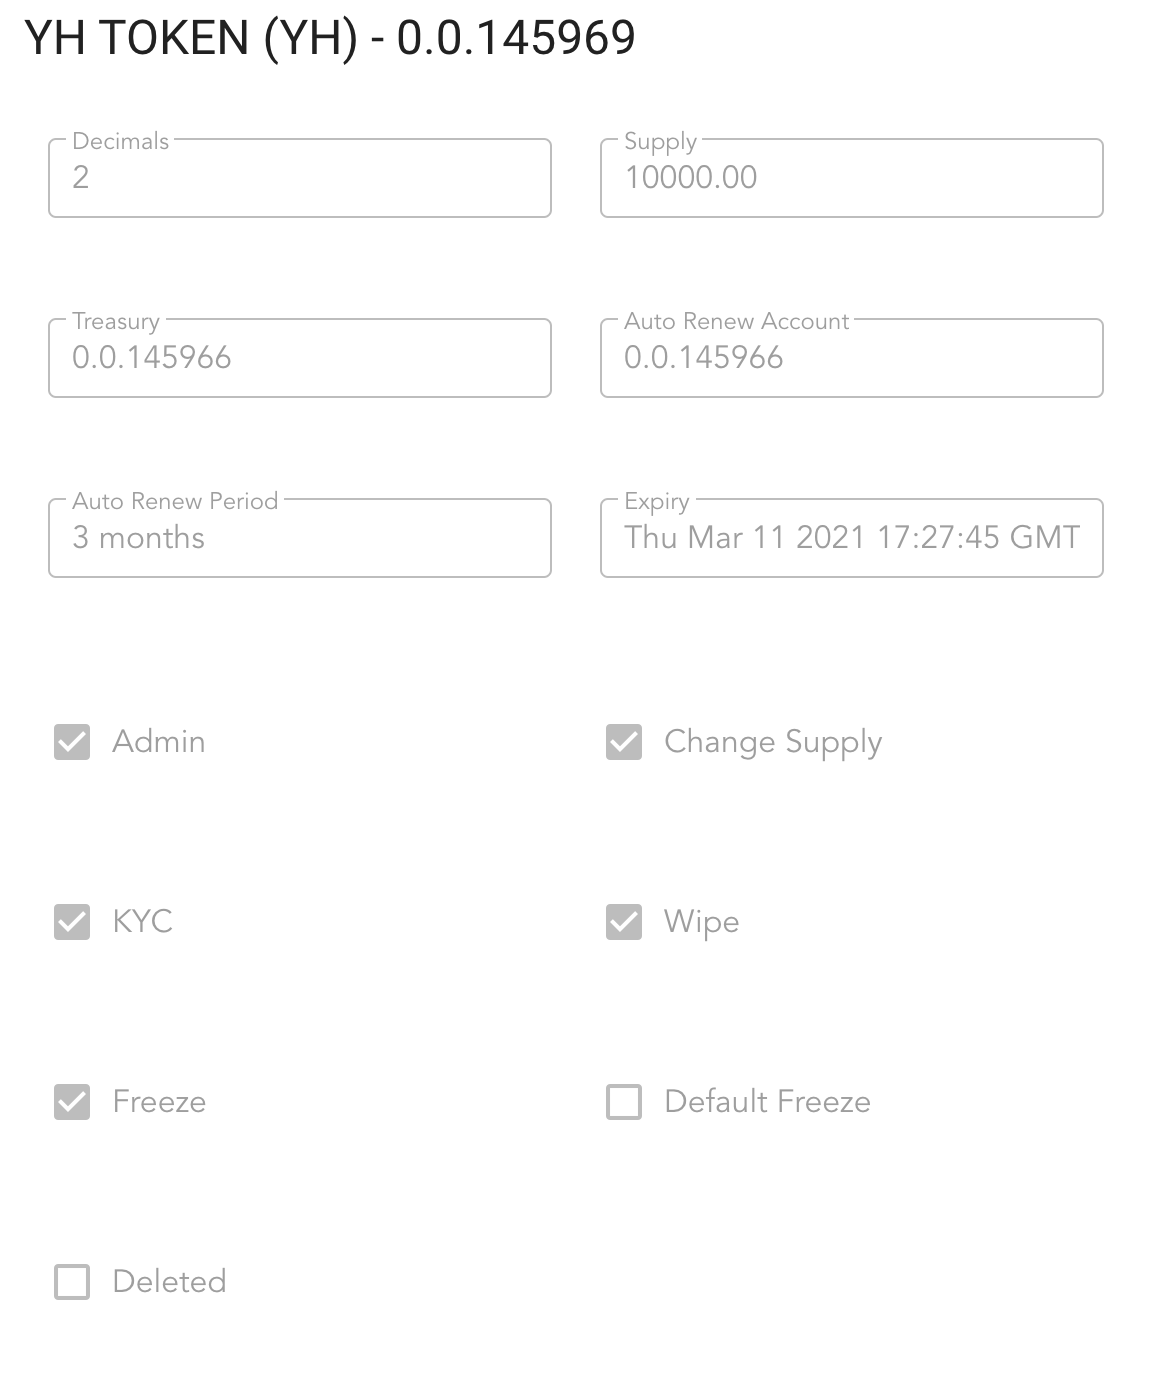 YH TOKEN (YH) - 0.0.145969
Decimals
2
Supply
10000.00
Treasury
0.0.145966
Auto Renew Account
0.0.145966
Auto Renew Period
3 months
Expiry
Thu Mar 11 2021 17:27:45 GMT
Admin
Change Supply
KYC
Wipe
Freeze
Default Freeze
Deleted